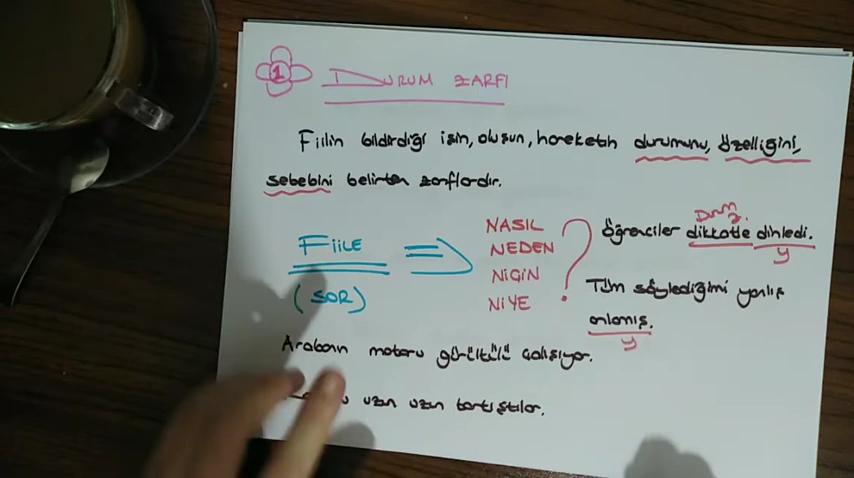 1 DURUM ZARFI
Fiilin bildirdiği işin, oluşun, hareketin durumunu, özelliğini,
sebebini belirten zarflardır.
FİİLE
(SOR)
NASIL
NEDEN
NİÇİN
NİYE
?
Drm
z.
Öğrenciler dikkatle dinledi.
y
Tüm söylediğimi yanlış
anlamış.
y
Arabanın motoru gürültülü çalışıyor.
uzun uzun tartıştılar.